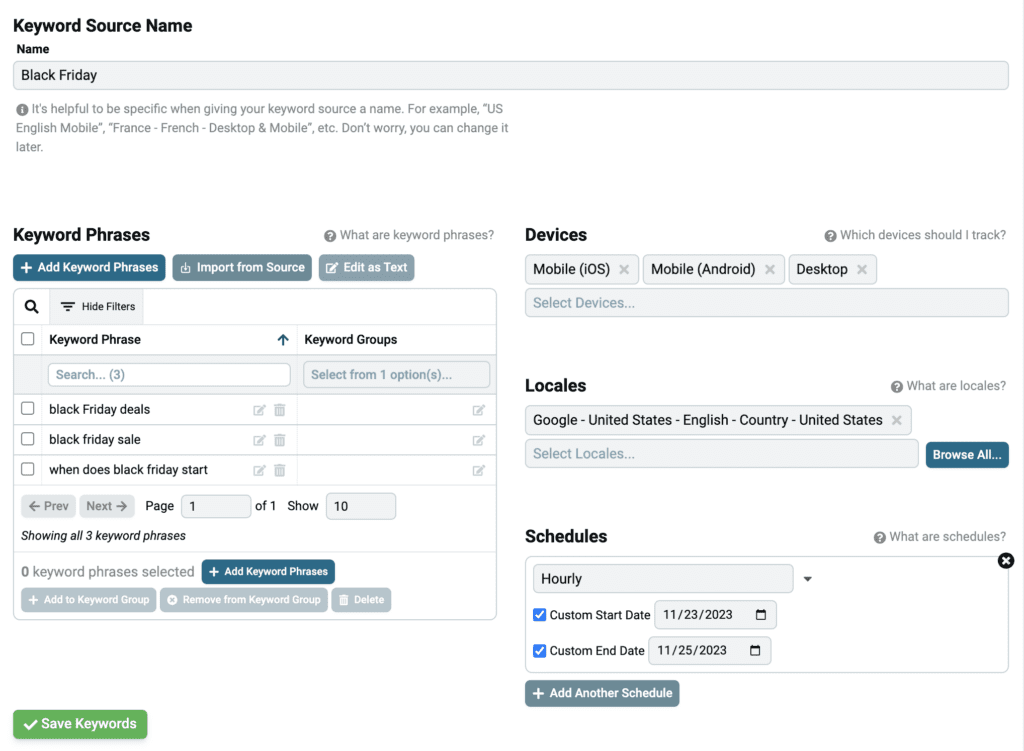 Keyword Source Name
Name
Black Friday
It's helpful to be specific when giving your keyword source a name. For example, “US
English Mobile”, “France - French - Desktop & Mobile”, etc. Don’t worry, you can change it
later.
Keyword Phrases
What are keyword phrases?
Add Keyword Phrases
Import from Source
Edit as Text
Hide Filters
Keyword Phrase
Keyword Groups
Search... (3)
Select from 1 option(s)...
black Friday deals
black friday sale
when does black friday start
Prev
Next
Page
1
of 1
Show
10
Showing all 3 keyword phrases
0 keyword phrases selected
Add Keyword Phrases
Add to Keyword Group
Remove from Keyword Group
Delete
Save Keywords
Devices
Which devices should I track?
Mobile (iOS)
Mobile (Android)
Desktop
Select Devices...
Locales
What are locales?
Google - United States - English - Country - United States
Select Locales...
Browse All...
Schedules
What are schedules?
Hourly
Custom Start Date
11/23/2023
Custom End Date
11/25/2023
Add Another Schedule